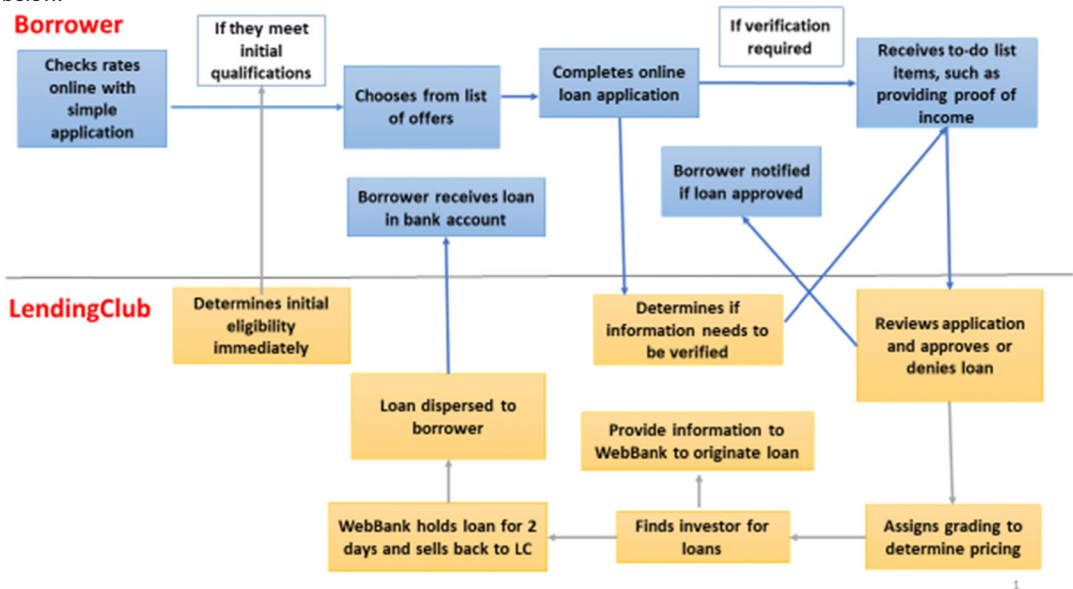 below.
Borrower
If they meet
initial
qualifications
If verification
required
Checks rates
online with
simple
application
Chooses from list
of offers
Completes online
loan application
Receives to-do list
items, such as
providing proof of
income
Borrower receives loan
in bank account
Borrower notified
if loan approved
LendingClub
Determines initial
eligibility
immediately
Determines if
information needs to
be verified
Reviews application
and approves or
denies loan
Loan dispersed to
borrower
Provide information to
WebBank to originate loan
WebBank holds loan for 2
days and sells back to LC
Finds investor for
loans
Assigns grading to
determine pricing
1